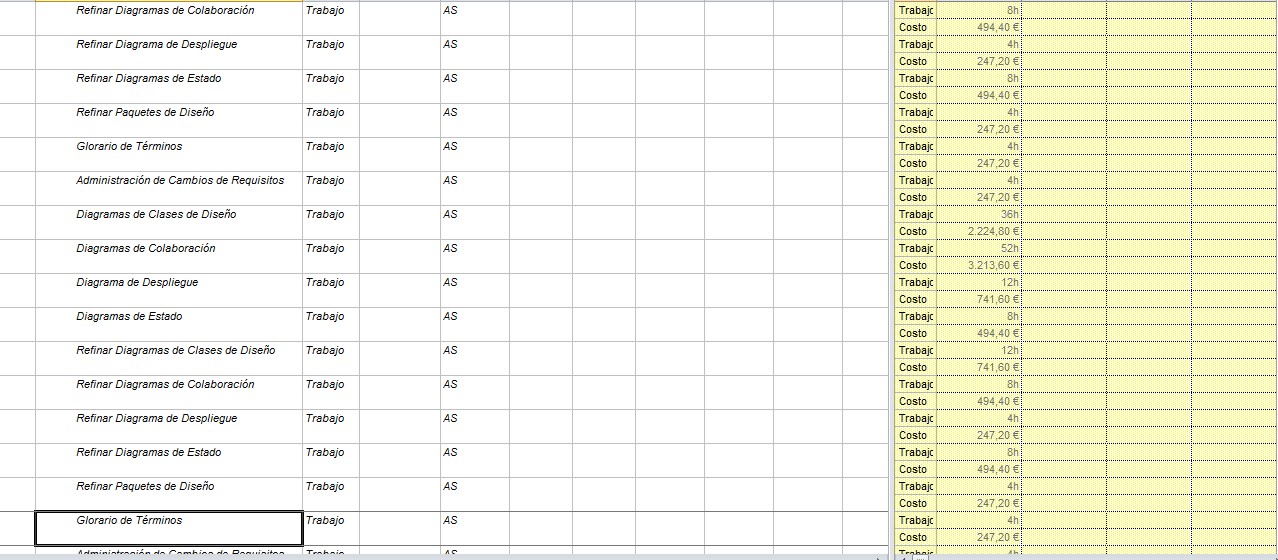 Refinar Diagramas de Colaboración Trabajo AS Trabajc 8h
Costo 494,40 €
Refinar Diagrama de Despliegue Trabajo AS Trabajc 4h
Costo 247,20 €
Refinar Diagramas de Estado Trabajo AS Trabajc 8h
Costo 494,40 €
Refinar Paquetes de Diseño Trabajo AS Trabajc 4h
Costo 247,20 €
Glorario de Términos Trabajo AS Trabajc 4h
Costo 247,20 €
Administración de Cambios de Requisitos Trabajo AS Trabajc 4h
Costo 247,20 €
Diagramas de Clases de Diseño Trabajo AS Trabajc 36h
Costo 2.224,80 €
Diagramas de Colaboración Trabajo AS Trabajc 52h
Costo 3.213,60 €
Diagrama de Despliegue Trabajo AS Trabajc 12h
Costo 741,60 €
Diagramas de Estado Trabajo AS Trabajc 8h
Costo 494,40 €
Refinar Diagramas de Clases de Diseño Trabajo AS Trabajc 12h
Costo 741,60 €
Refinar Diagramas de Colaboración Trabajo AS Trabajc 8h
Costo 494,40 €
Refinar Diagrama de Despliegue Trabajo AS Trabajc 4h
Costo 247,20 €
Refinar Diagramas de Estado Trabajo AS Trabajc 8h
Costo 494,40 €
Refinar Paquetes de Diseño Trabajo AS Trabajc 4h
Costo 247,20 €
Glorario de Términos Trabajo AS Trabajc 4h
Costo 247,20 €
Administración de Cambios de Requisitos Trabajo AS Trabajc 4h